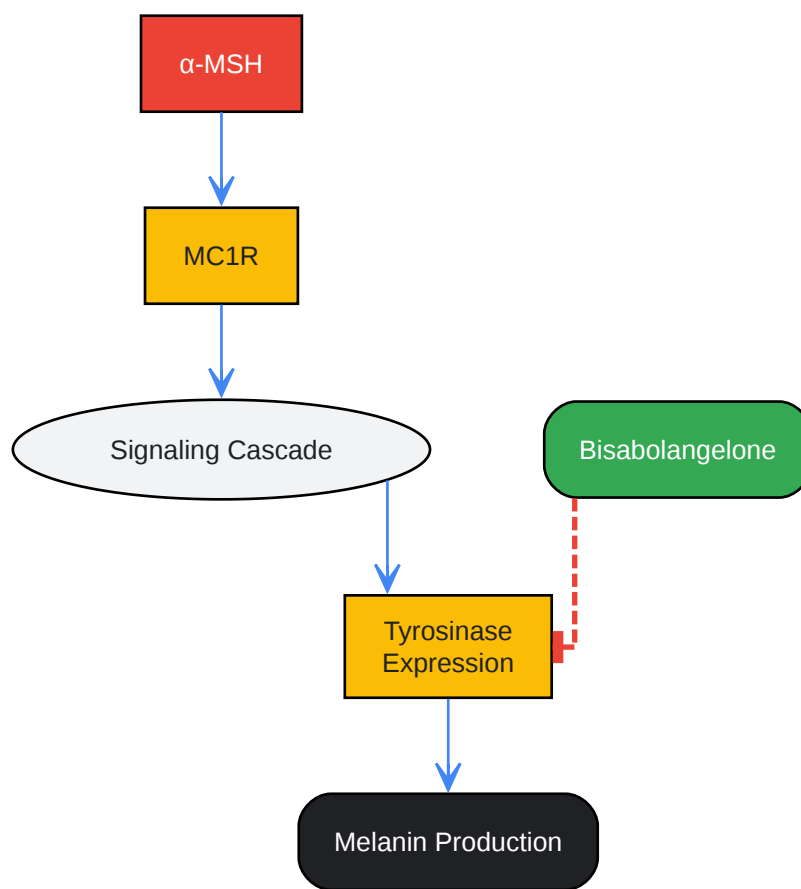 α-MSH
MC1R
Signaling Cascade
Bisabolangelone
Tyrosinase
Expression
Melanin Production